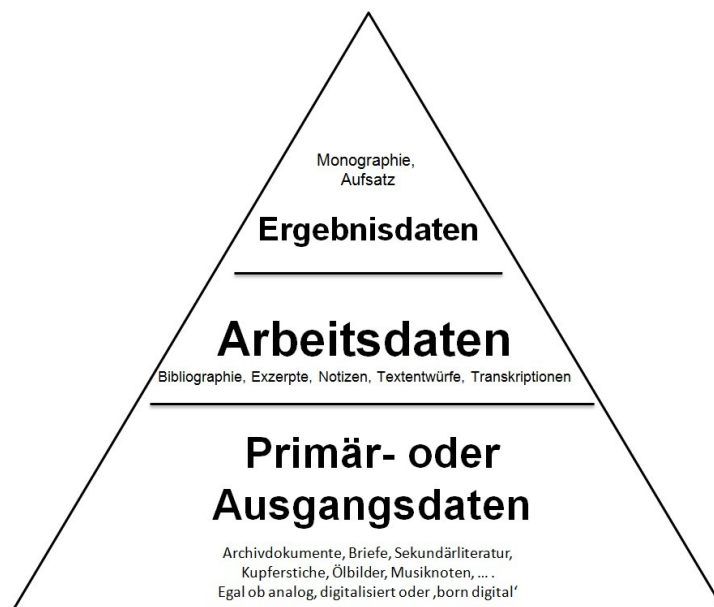 Monographie,
Aufsatz
Ergebnisdaten
Arbeitsdaten
Bibliographie, Exzerpte, Notizen, Textentwürfe, Transkriptionen
Primär- oder
Ausgangsdaten
Archivdokumente, Briefe, Sekundärliteratur,
Kupferstiche, Ölbilder, Musiknoten, ... .
Egal ob analog, digitalisiert oder ‚born digital‘